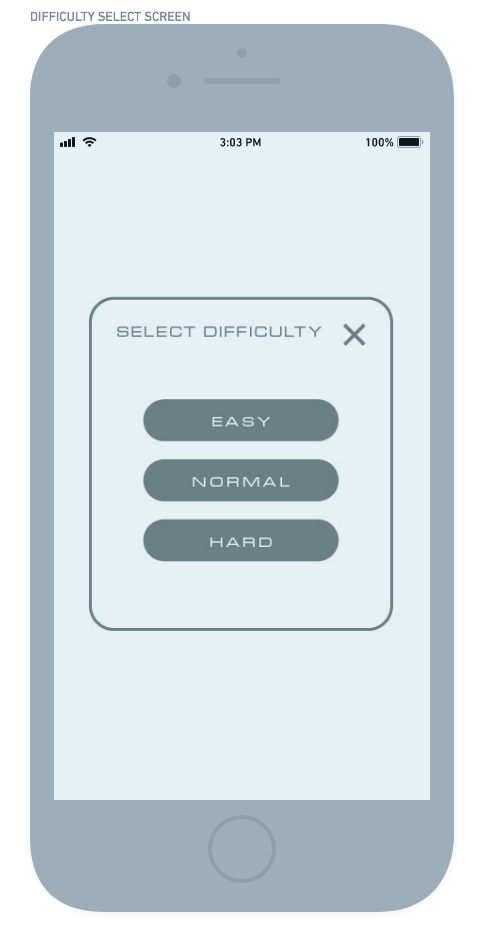 DIFFICULTY SELECT SCREEN
3:03 PM
100%
SELECT DIFFICULTY
EASY
NORMAL
HARD